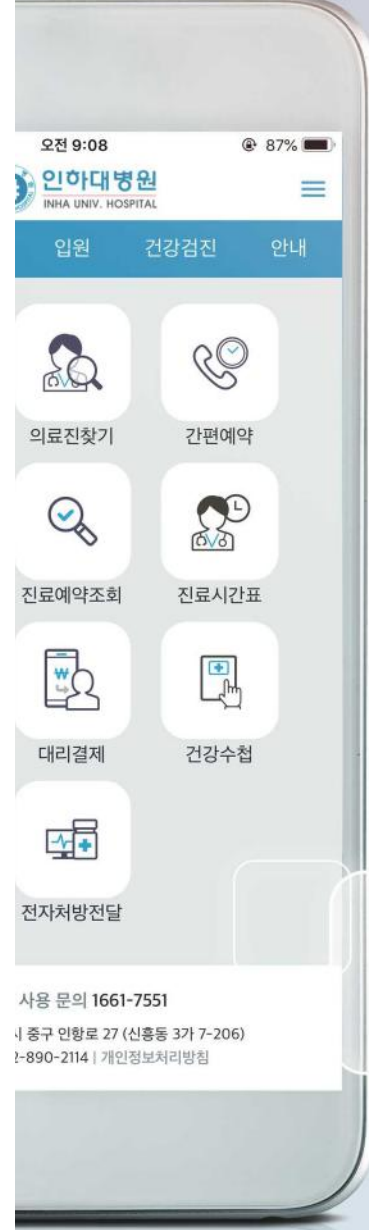 오전 9:08 87%
인하대병원
INHA UNIV. HOSPITAL
입원 건강검진 안내
의료진찾기 간편예약
진료예약조회 진료시간표
₩
대리결제 건강수첩
전자처방전달
사용 문의 1661-7551
중구 인항로 27 (신흥동 3가 7-206)
2-890-2114 | 개인정보처리방침